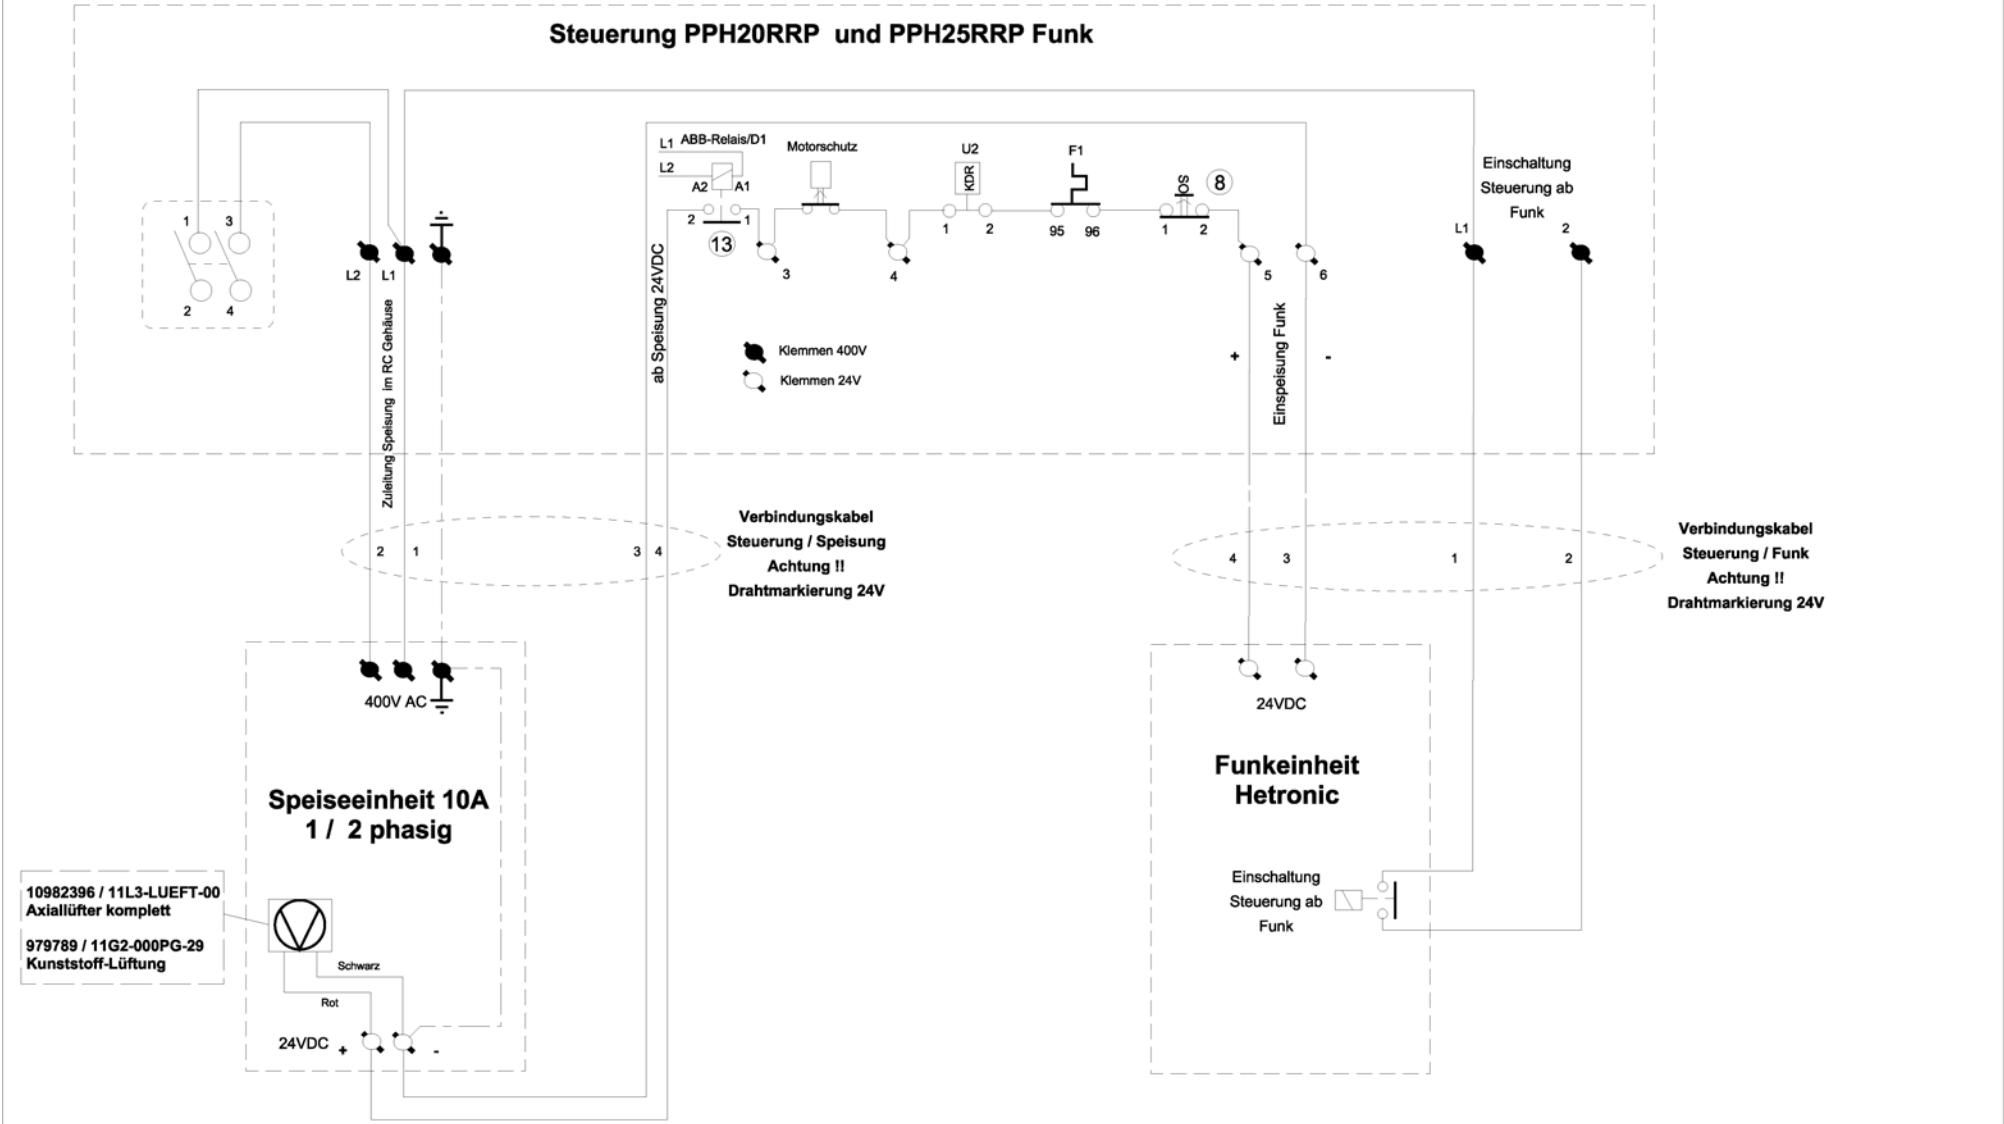 Steuerung PPH20RRP und PPH25RRP Funk
L1 ABB-Relais/D1
L2
A2
A1
2
1
13
Motorschutz
3
4
U2
KDR
1
2
F1
95
96
SO
8
1
2
5
6
Einschaltung
Steuerung ab
Funk
L1
2
1
3
2
4
L2
L1
Zuleitung Speisung im RC Gehäuse
ab Speisung 24VDC
Klemmen 400V
Klemmen 24V
+
Einspeisung Funk
-
2
1
3
4
Verbindungskabel
Steuerung / Speisung
Achtung !!
Drahtmarkierung 24V
4
3
1
2
Verbindungskabel
Steuerung / Funk
Achtung !!
Drahtmarkierung 24V
400V AC
Speiseeinheit 10A
1 / 2 phasig
10982396 / 11L3-LUEFT-00
Axiallüfter komplett
979789 / 11G2-000PG-29
Kunststoff-Lüftung
Schwarz
Rot
24VDC
+
-
24VDC
Funkeinheit
Hetronic
Einschaltung
Steuerung ab
Funk